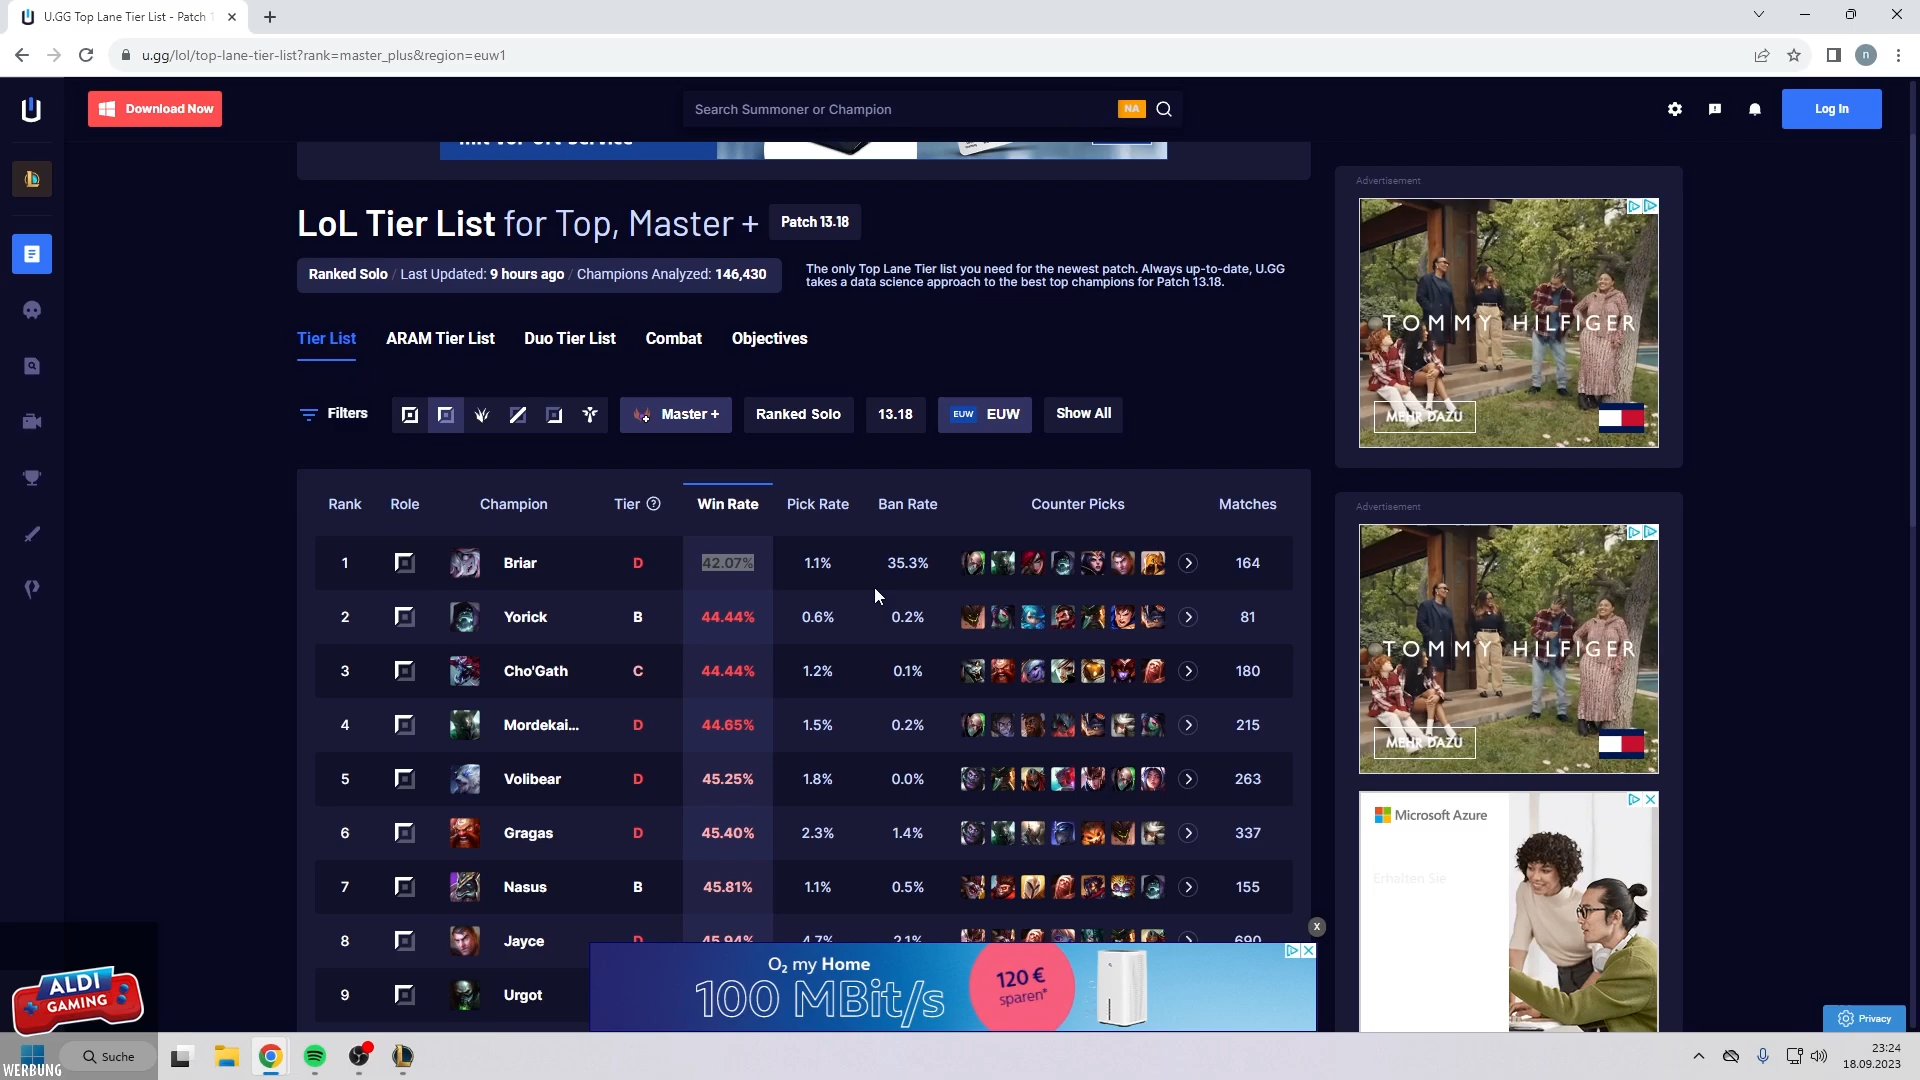 U.GG Top Lane Tier List - Patch 1
u.gg/lol/top-lane-tier-list?rank=master_plus&region=euw1
n
Download Now
Search Summoner or Champion
NA
Log In
LoL Tier List for Top, Master +
Patch 13.18
Ranked Solo / Last Updated: 9 hours ago / Champions Analyzed: 146,430
The only Top Lane Tier list you need for the newest patch. Always up-to-date, U.GG
takes a data science approach to the best top champions for Patch 13.18.
Tier List ARAM Tier List Duo Tier List Combat Objectives
Filters Master + Ranked Solo 13.18 EUW EUW Show All
Rank Role Champion Tier ? Win Rate Pick Rate Ban Rate Counter Picks Matches
1 Briar D 42.07% 1.1% 35.3% 164
2 Yorick B 44.44% 0.6% 0.2% 81
3 Cho'Gath C 44.44% 1.2% 0.1% 180
4 Mordekai... D 44.65% 1.5% 0.2% 215
5 Volibear D 45.25% 1.8% 0.0% 263
6 Gragas D 45.40% 2.3% 1.4% 337
7 Nasus B 45.81% 1.1% 0.5% 155
8 Jayce D 45.94% 4.7% 2.1% 690
9 Urgot
Advertisement
TOMMY HILFIGER
MEHR DAZU
Advertisement
TOMMY HILFIGER
MEHR DAZU
Microsoft Azure
Erhalten Sie
x
O2 my Home
100 MBit/s
120 €
sparen*
Privacy
ALDI
GAMING
WERBUNG
Suche
23:24
18.09.2023